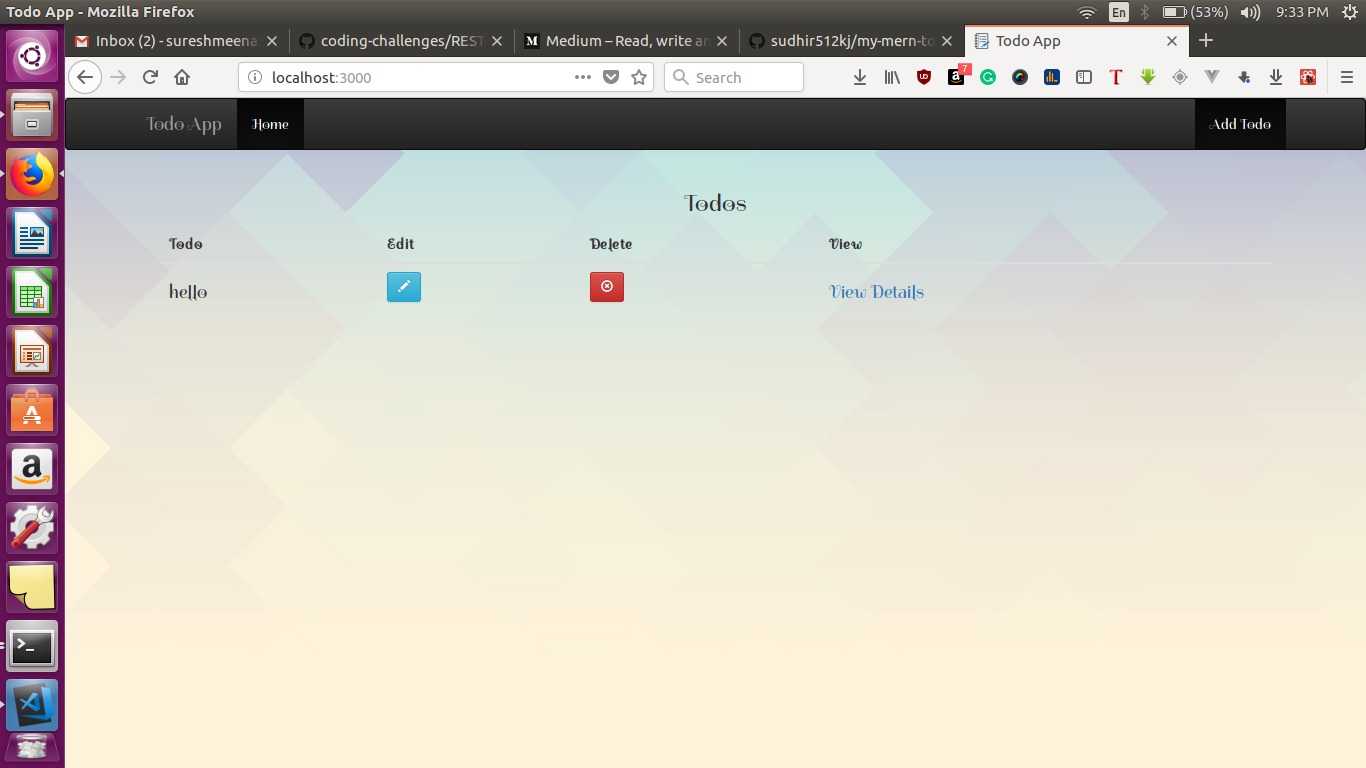 Todo App - Mozilla Firefox
En
(53%)
9:33 PM
Inbox (2) - sureshmeena
coding-challenges/REST
Medium – Read, write an
sudhir512kj/my-mern-to
Todo App
localhost:3000
Search
7
Todo App
Home
Add Todo
Todos
Todo Edit Delete View
hello View Details